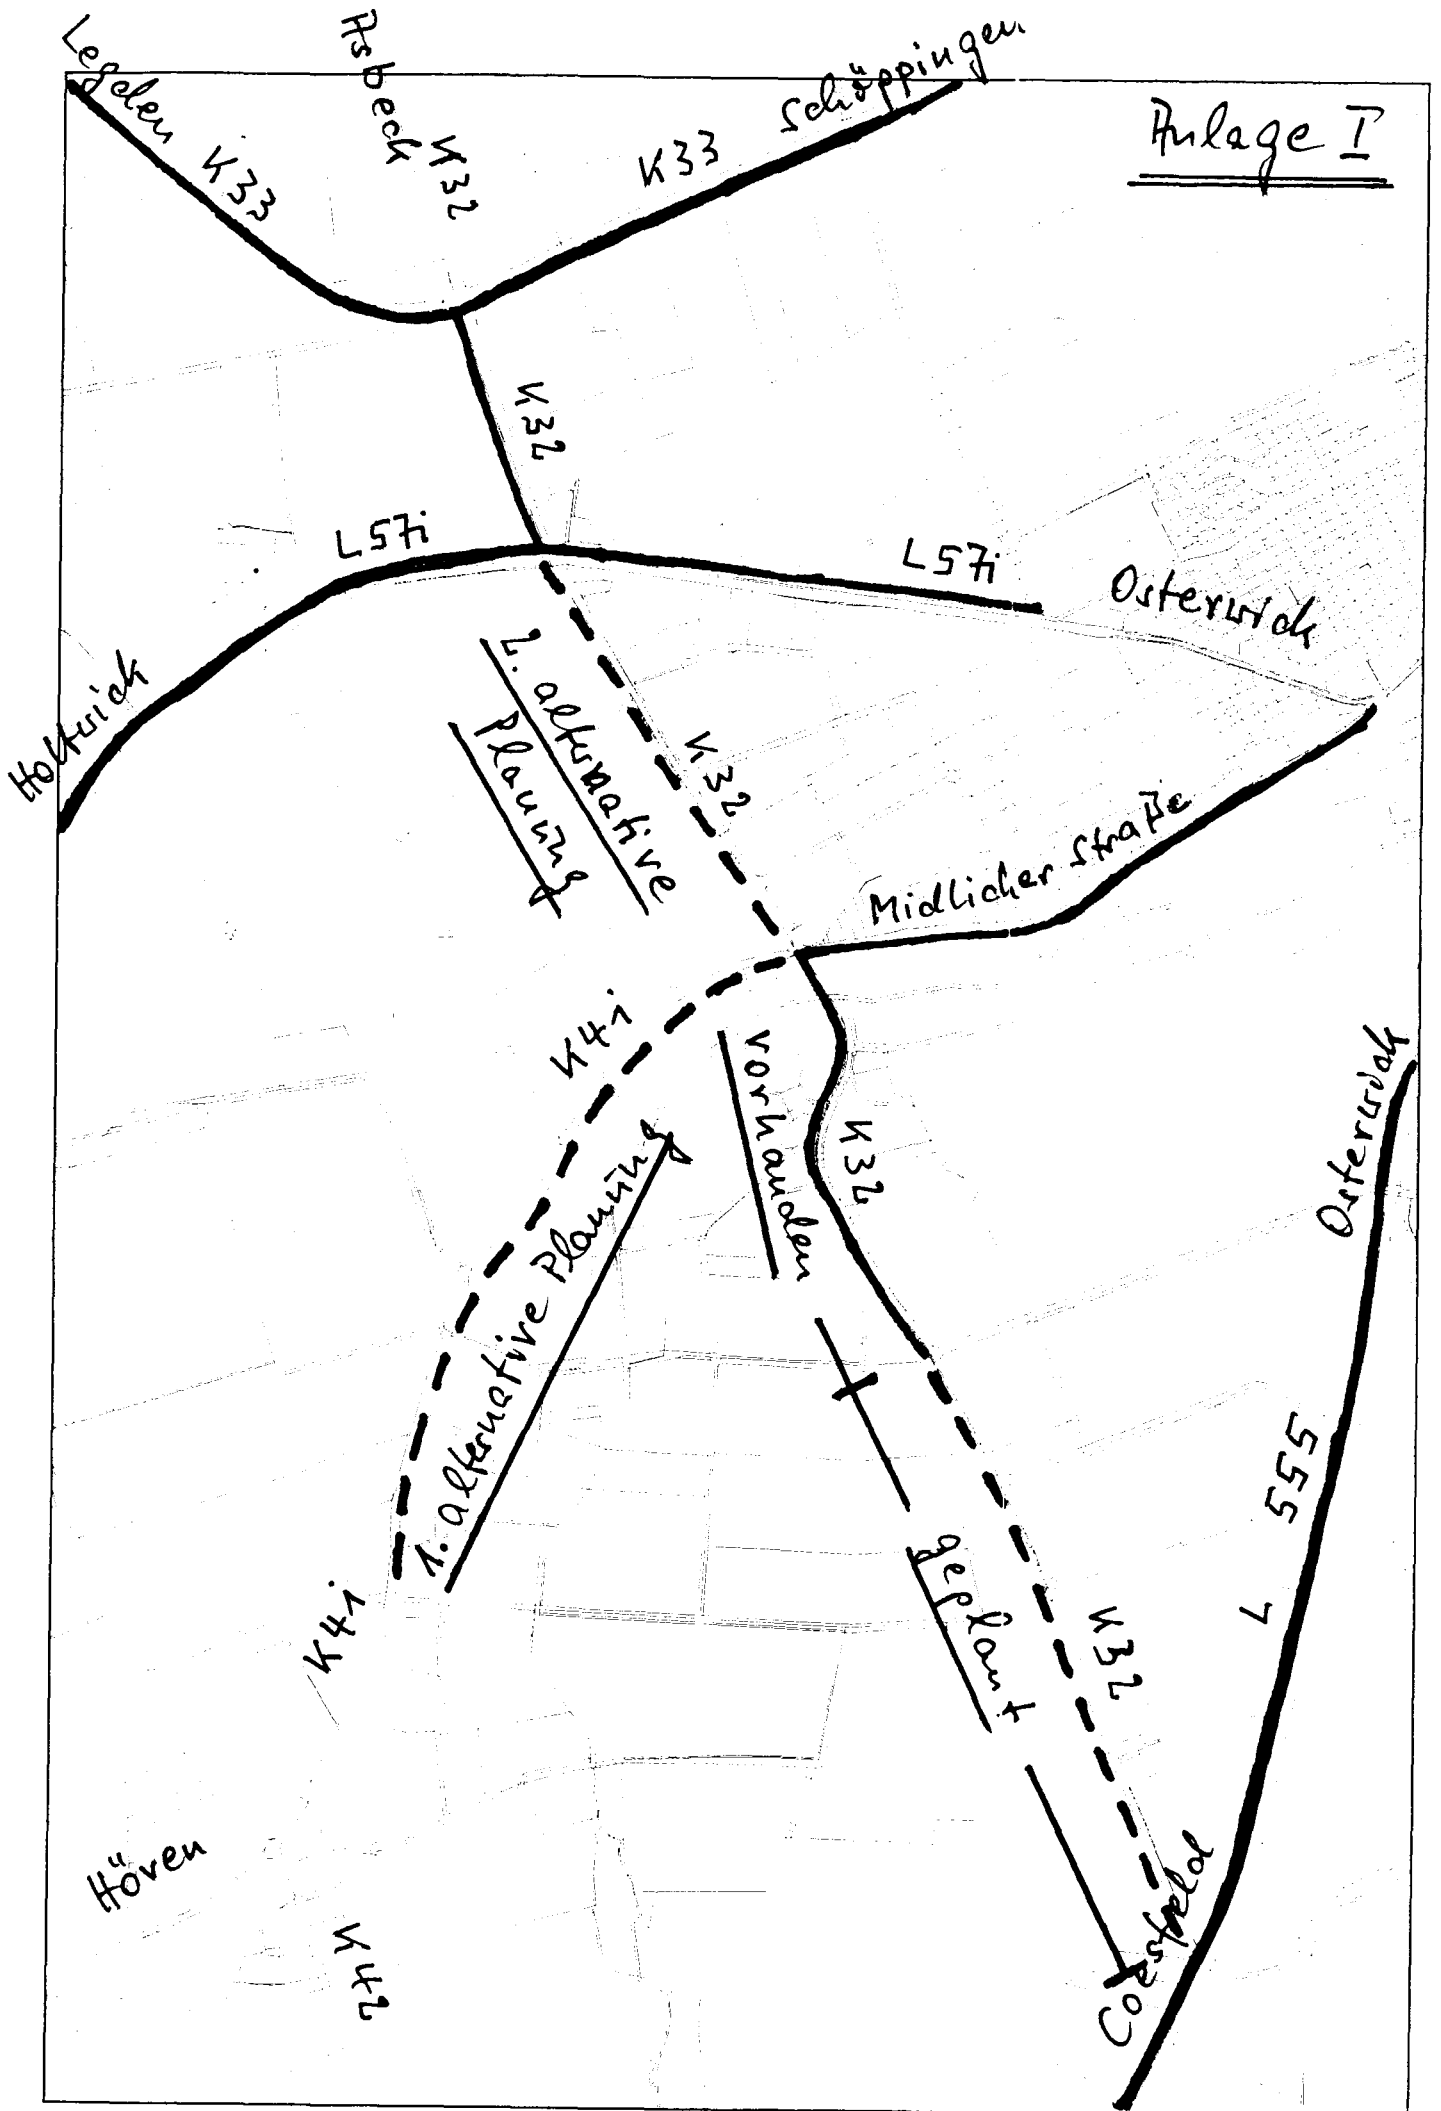 Legden
Asbeck
Schöppingen
Anlage I
K33
K32
K33
K32
L571
L571
Osterwick
Holtwick
2. alternative
Planung
K32
Midlicher Straße
K41
vorhanden
K32
Osterwick
1. alternative Planung
K41
L 555
geplant
K32
Höven
K42
Coesfeld